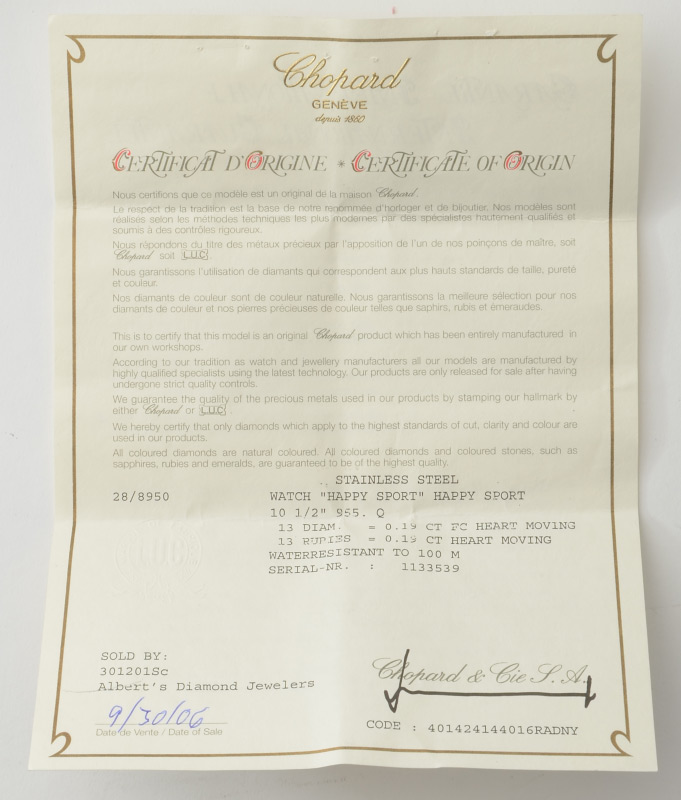 Chopard
GENÈVE
depuis 1860
CERTIFICAT D'ORIGINE * CERTIFICATE OF ORIGIN
Nous certifions que ce modèle est un original de la maison Chopard.
Le respect de la tradition est la base de notre renommée d'horloger et de bijoutier. Nos modèles sont
réalisés selon les méthodes techniques les plus modernes par des spécialistes hautement qualifiés et
soumis à des contrôles rigoureux.
Nous répondons du titre des métaux précieux par l'apposition de l'un de nos poinçons de maître, soit
Chopard soit L.U.C.
Nous garantissons l'utilisation de diamants qui correspondent aux plus hauts standards de taille, pureté
et couleur.
Nos diamants de couleur sont de couleur naturelle. Nous garantissons la meilleure sélection pour nos
diamants de couleur et nos pierres précieuses de couleur telles que saphirs, rubis et émeraudes.
This is to certify that this model is an original Chopard product which has been entirely manufactured in
our own workshops.
According to our tradition as watch and jewellery manufacturers all our models are manufactured by
highly qualified specialists using the latest technology. Our products are only released for sale after having
undergone strict quality controls.
We guarantee the quality of the precious metals used in our products by stamping our hallmark by
either Chopard or L.U.C.
We hereby certify that only diamonds which apply to the highest standards of cut, clarity and colour are
used in our products.
All coloured diamonds are natural coloured. All coloured diamonds and coloured stones, such as
sapphires, rubies and emeralds, are guaranteed to be of the highest quality.
STAINLESS STEEL
28/8950 WATCH "HAPPY SPORT" HAPPY SPORT
10 1/2" 955. Q
13 DIAM. = 0.19 CT FC HEART MOVING
13 RUPIES = 0.19 CT HEART MOVING
WATERRESISTANT TO 100 M
SERIAL-NR. : 1133539
SOLD BY:
301201Sc
Albert's Diamond Jewelers
9/30/06
Date de Vente / Date of Sale
Chopard & Cie S.A.
CODE : 401424144016RADNY